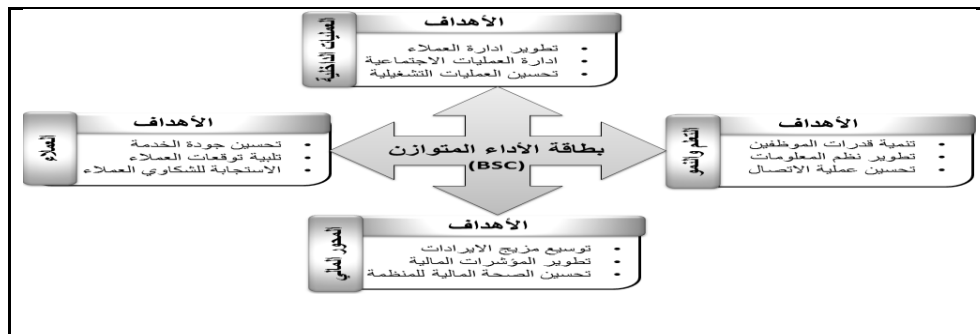 العمليات الداخلية
الأهداف
• تطوير ادارة العملاء
• ادارة العمليات الاجتماعية
• تحسين العمليات التشغيلية
التعلم والنمو
الأهداف
• تنمية قدرات الموظفين
• تطوير نظم المعلومات
• تحسين عملية الاتصال
بطاقة الأداء المتوازن
(BSC)
العملاء
الأهداف
• تحسين جودة الخدمة
• تلبية توقعات العملاء
• الاستجابة للشكاوي العملاء
المحور المالي
الأهداف
• توسيع مزيج الايرادات
• تطوير المؤشرات المالية
• تحسين الصحة المالية للمنظمة